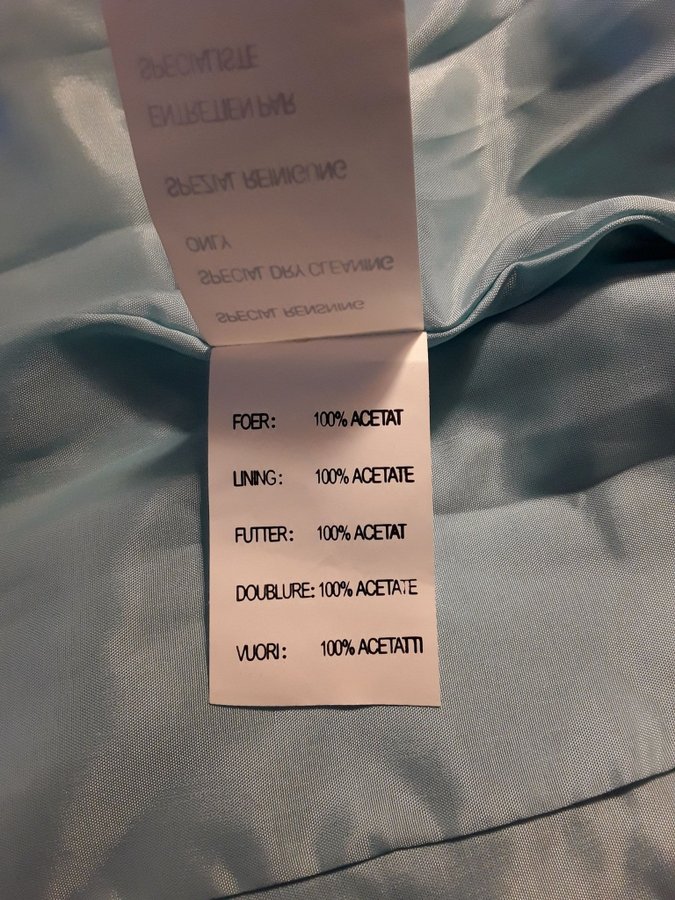 SPECIAL RENSNING
SPECIAL DRY CLEANING
ONLY
SPEZIAL REINIGUNG
ENTRETIEN PAR
SPECIALISTE
FOER: 100% ACETAT
LINING: 100% ACETATE
FUTTER: 100% ACETAT
DOUBLURE: 100% ACETATE
VUORI: 100% ACETATTI